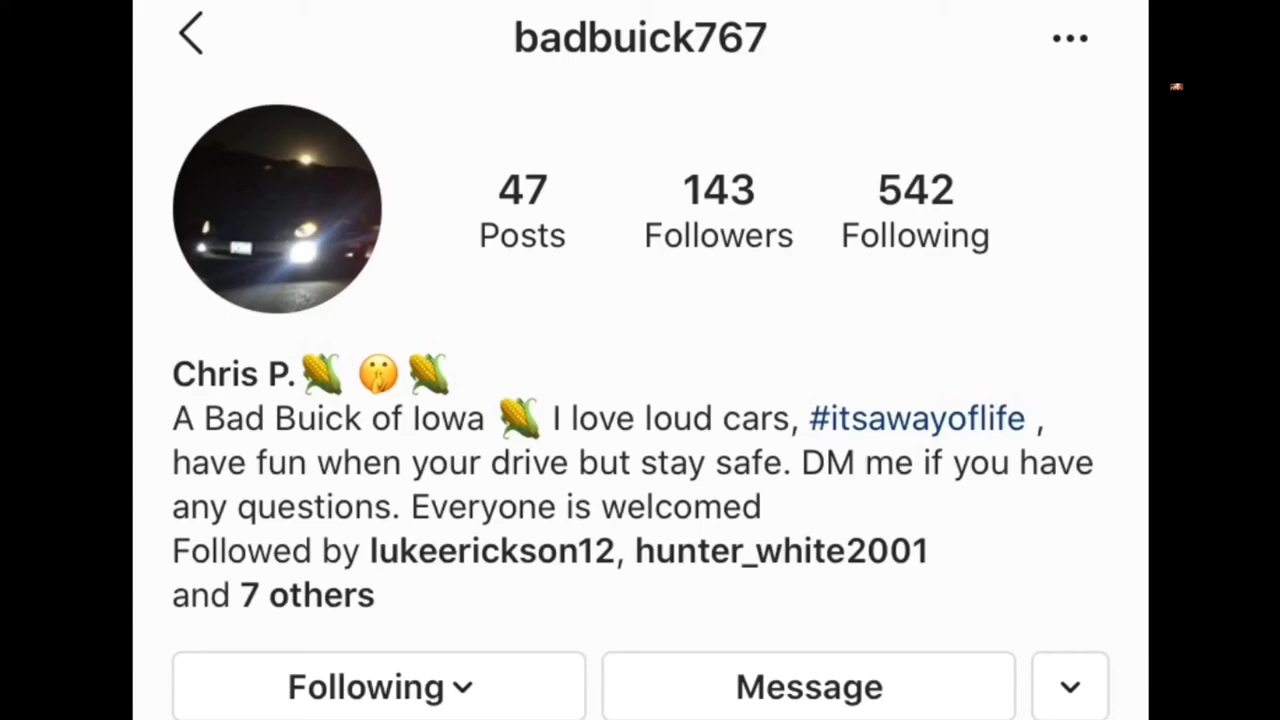 badbuick767
47 143 542
Posts Followers Following
Chris P.🌽 🤫 🌽
A Bad Buick of Iowa 🌽 I love loud cars, #itsawayoflife ,
have fun when your drive but stay safe. DM me if you have
any questions. Everyone is welcomed
Followed by lukeerickson12, hunter_white2001
and 7 others
Following Message